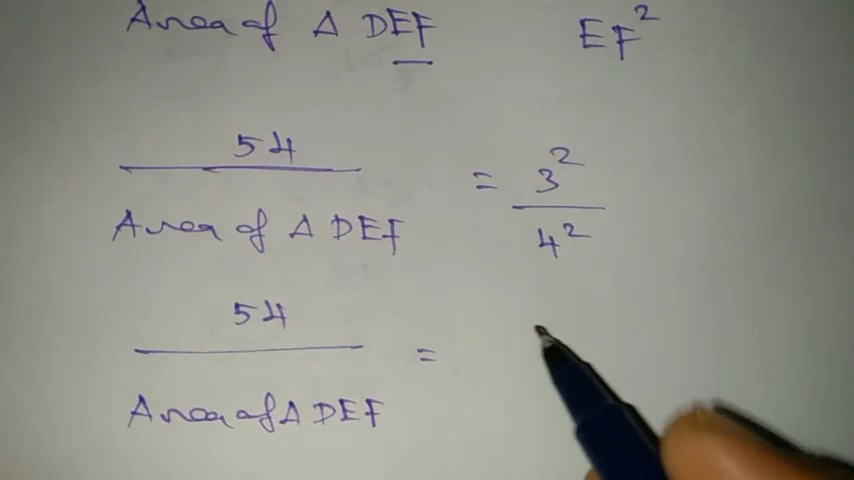 Area of Δ DEF EF²
54
= 3²
Area of Δ DEF 4²
54
=
Area of Δ DEF